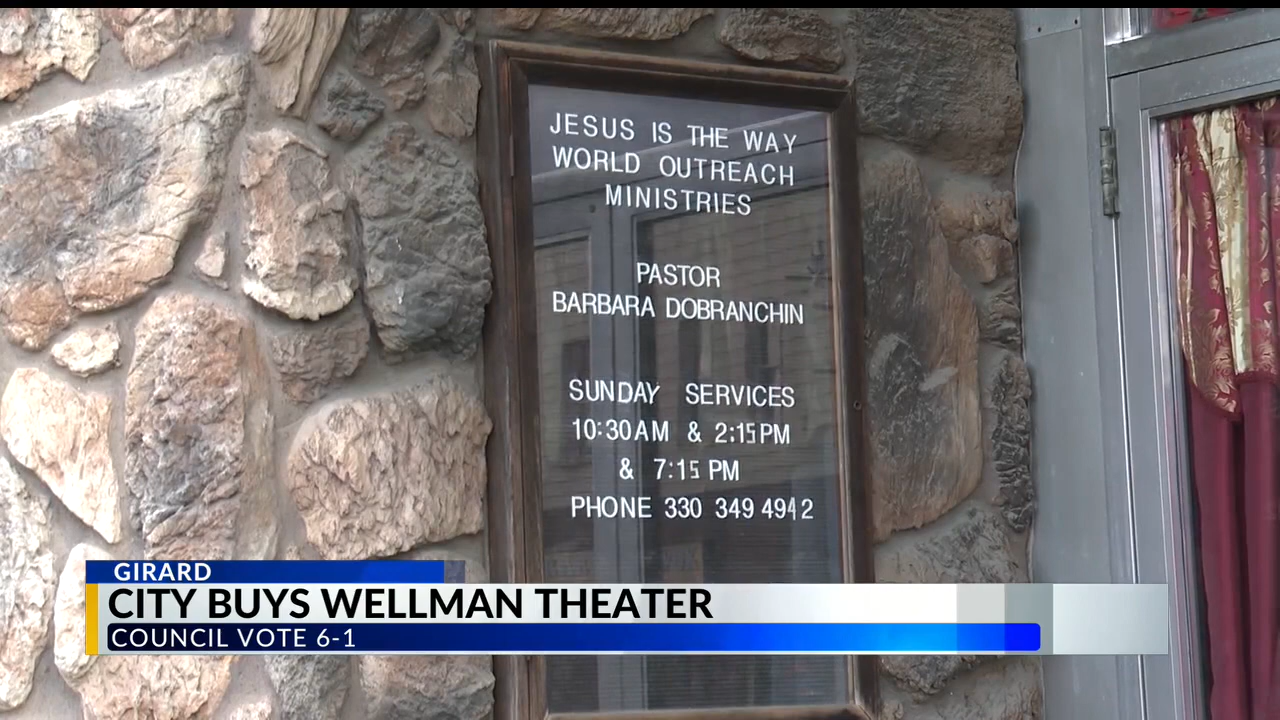 JESUS IS THE WAY
WORLD OUTREACH
MINISTRIES
PASTOR
BARBARA DOBRANCHIN
SUNDAY SERVICES
10:30AM & 2:15PM
& 7:15 PM
PHONE 330 349 4942
GIRARD
CITY BUYS WELLMAN THEATER
COUNCIL VOTE 6-1